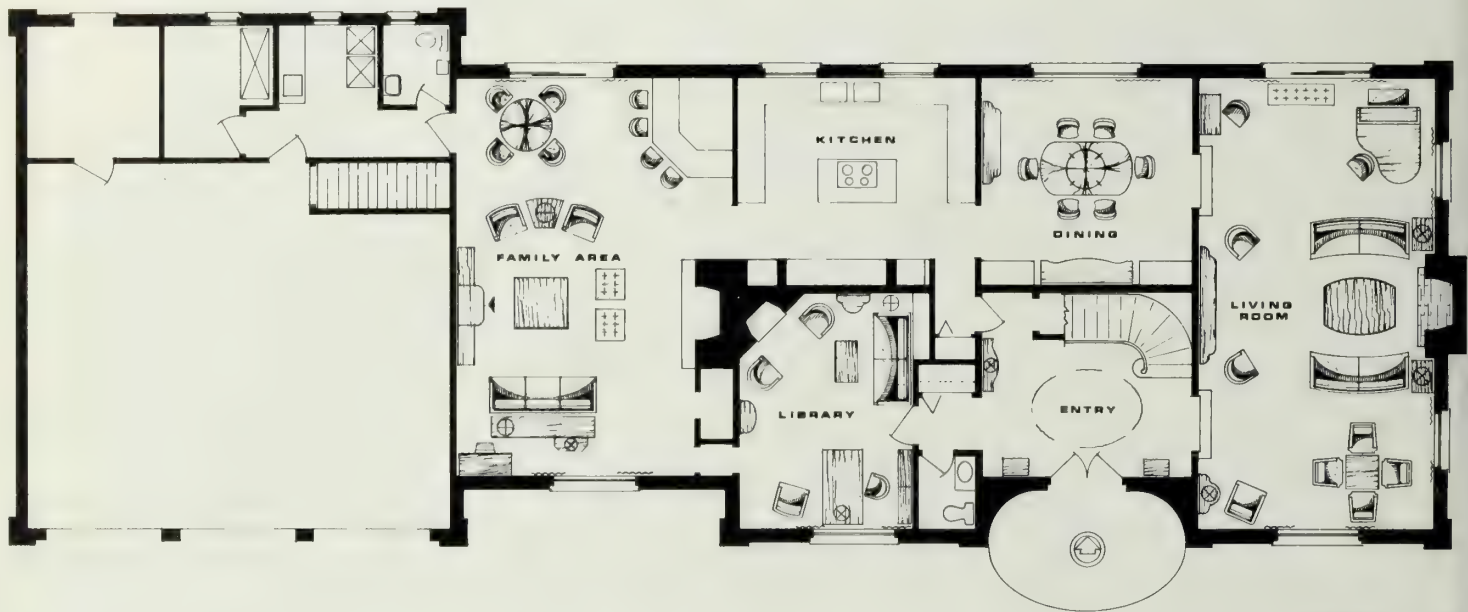 KITCHEN
DINING
FAMILY AREA
LIVING
ROOM
LIBRARY
ENTRY